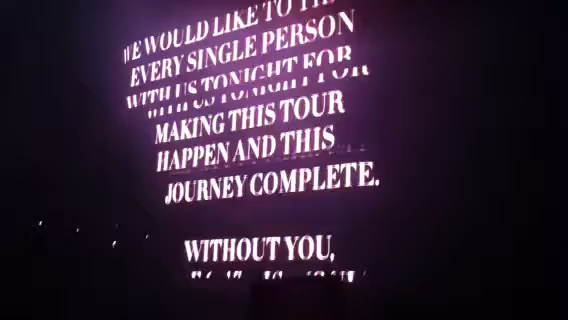 WE WOULD LIKE TO
EVERY SINGLE PERSON
WITH US TONIGHT FOR
MAKING THIS TOUR
HAPPEN AND THIS
JOURNEY COMPLETE.
WITHOUT YOU,